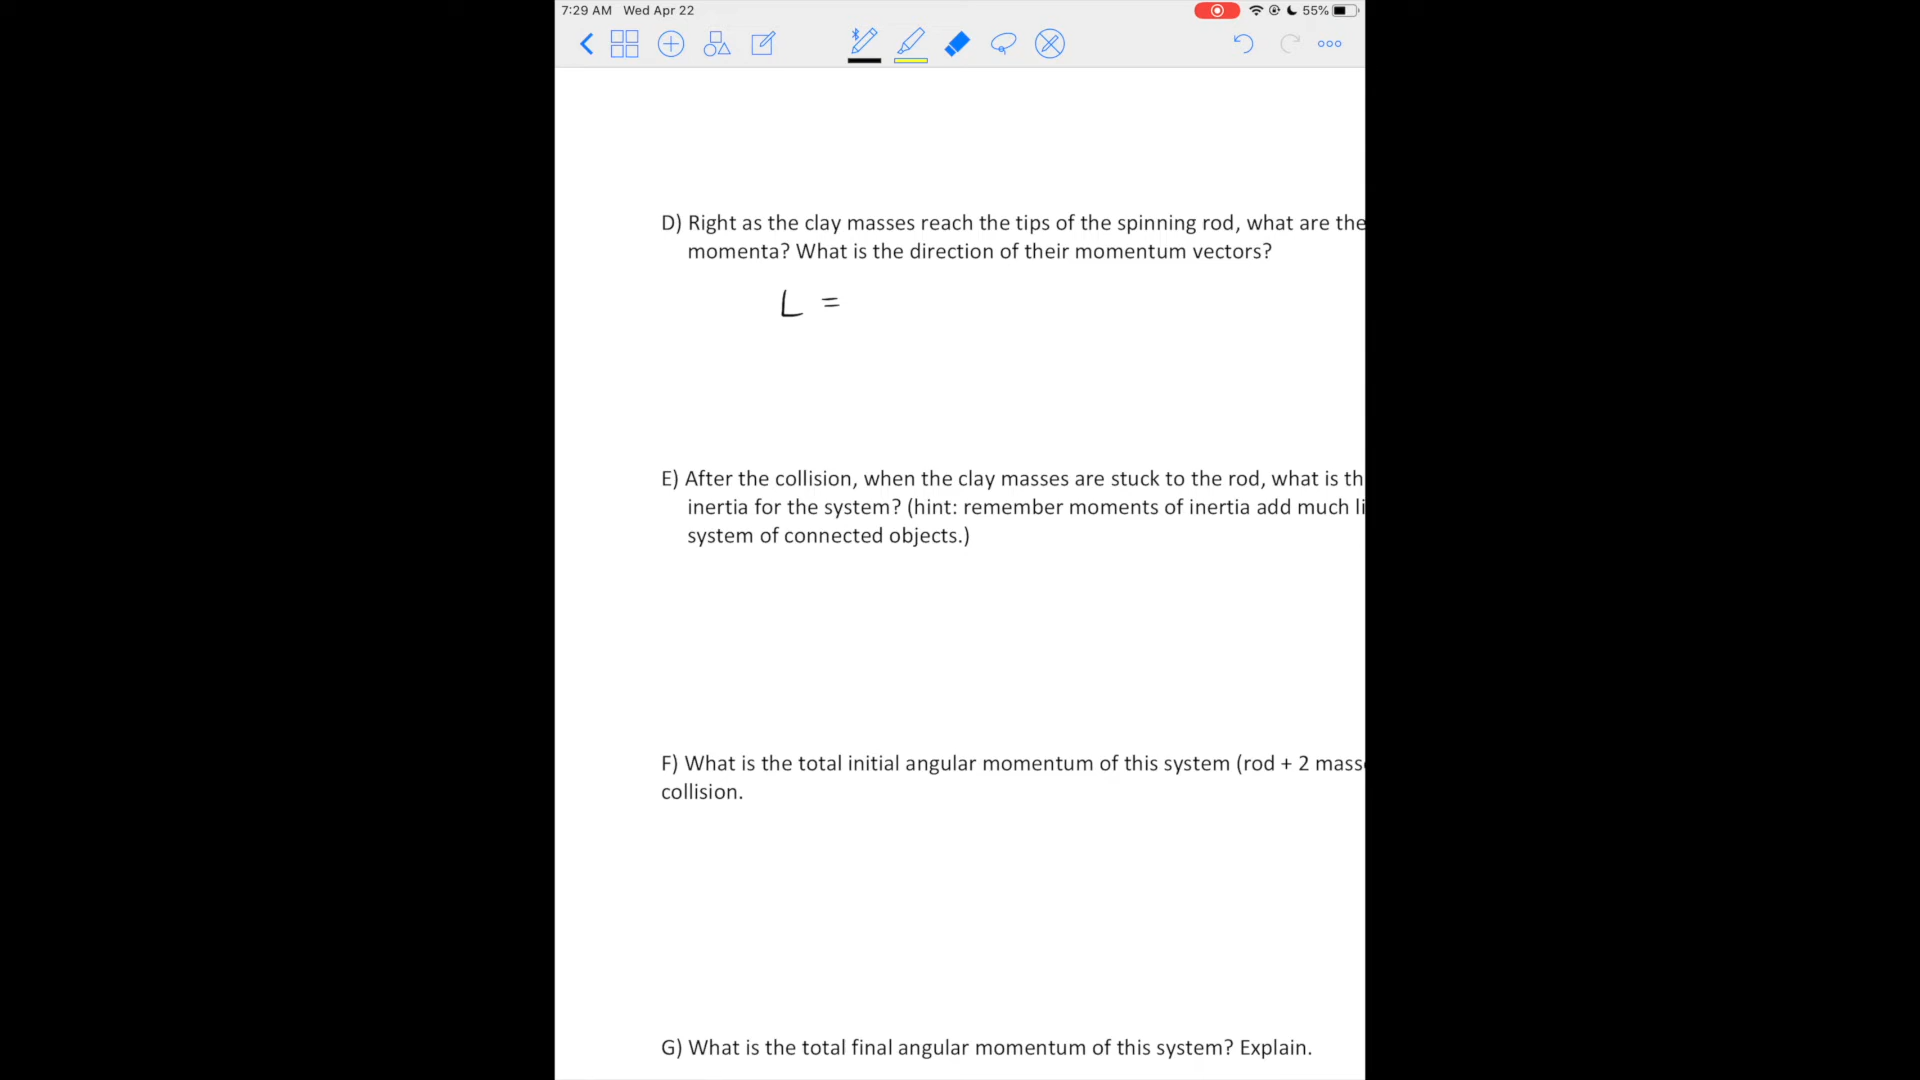 7:29 AM Wed Apr 22 55%
D) Right as the clay masses reach the tips of the spinning rod, what are the
momenta? What is the direction of their momentum vectors?
L =
E) After the collision, when the clay masses are stuck to the rod, what is th
inertia for the system? (hint: remember moments of inertia add much li
system of connected objects.)
F) What is the total initial angular momentum of this system (rod + 2 mass
collision.
G) What is the total final angular momentum of this system? Explain.